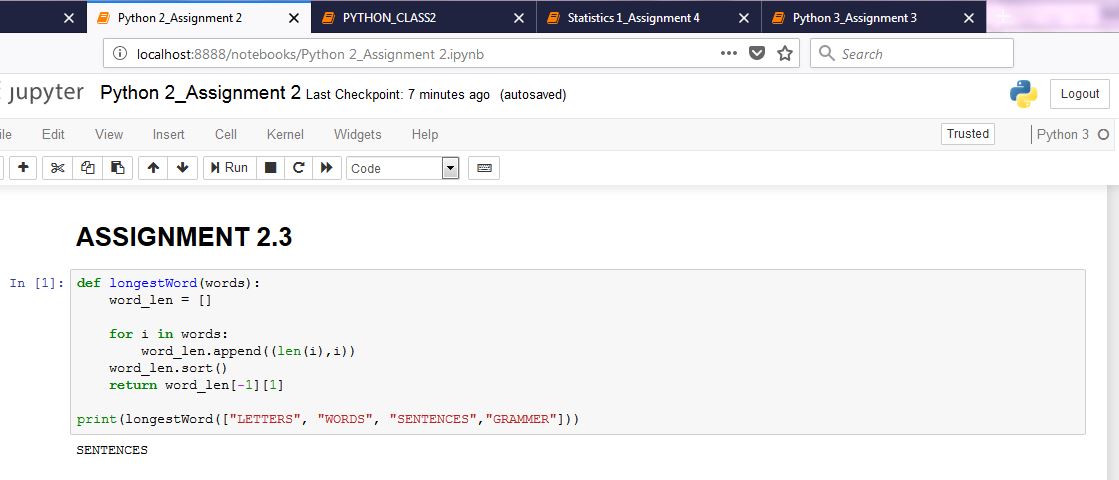 Python 2_Assignment 2 × PYTHON_CLASS2 × Statistics 1_Assignment 4 × Python 3_Assignment 3 ×
localhost:8888/notebooks/Python 2_Assignment 2.ipynb Search
jupyter Python 2_Assignment 2 Last Checkpoint: 7 minutes ago (autosaved) Logout
ile Edit View Insert Cell Kernel Widgets Help Trusted Python 3
Run Code
ASSIGNMENT 2.3
In [1]: def longestWord(words):
    word_len = []
    for i in words:
        word_len.append((len(i),i))
    word_len.sort()
    return word_len[-1][1]
print(longestWord(["LETTERS", "WORDS", "SENTENCES","GRAMMER"]))
SENTENCES